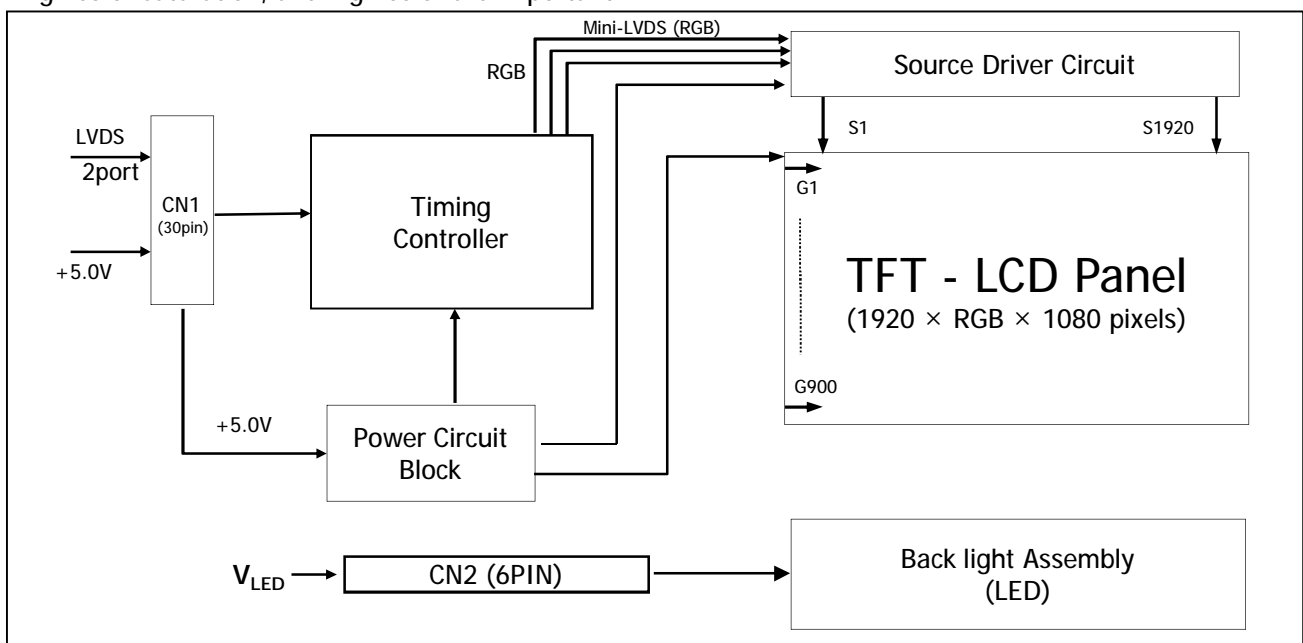 Mini-LVDS (RGB)
RGB
Source Driver Circuit
S1
S1920
LVDS
2port
CN1
(30pin)
+5.0V
Timing
Controller
G1
TFT - LCD Panel
(1920 × RGB × 1080 pixels)
G900
+5.0V
Power Circuit
Block
VLED
CN2 (6PIN)
Back light Assembly
(LED)